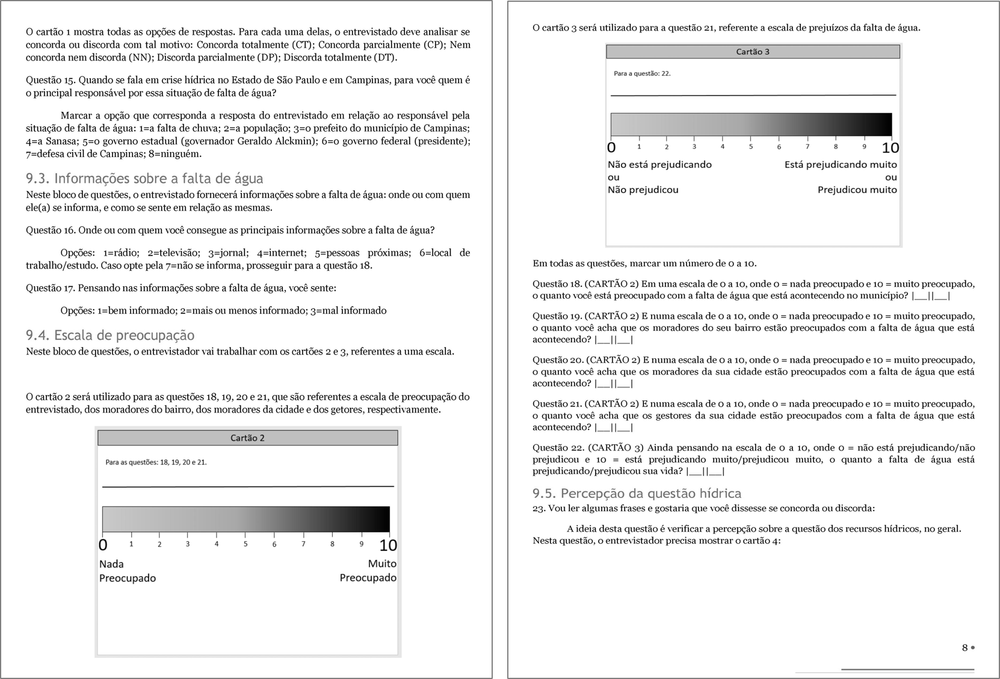 O cartão 1 mostra todas as opções de respostas. Para cada uma delas, o entrevistado deve analisar se
concorda ou discorda com tal motivo: Concorda totalmente (CT); Concorda parcialmente (CP); Nem
concorda nem discorda (NN); Discorda parcialmente (DP); Discorda totalmente (DT).
Questão 15. Quando se fala em crise hídrica no Estado de São Paulo e em Campinas, para você quem é
o principal responsável por essa situação de falta de água?
Marcar a opção que corresponda a resposta do entrevistado em relação ao responsável pela
situação de falta de água: 1=a falta de chuva; 2=a população; 3=o prefeito do município de Campinas;
4=a Sanasa; 5=o governo estadual (governador Geraldo Alckmin); 6=o governo federal (presidente);
7=defesa civil de Campinas; 8=ninguém.
9.3. Informações sobre a falta de água
Neste bloco de questões, o entrevistado fornecerá informações sobre a falta de água: onde ou com quem
ele(a) se informa, e como se sente em relação as mesmas.
Questão 16. Onde ou com quem você consegue as principais informações sobre a falta de água?
Opções: 1=rádio; 2=televisão; 3=jornal; 4=internet; 5=pessoas próximas; 6=local de
trabalho/estudo. Caso opte pela 7=não se informa, prosseguir para a questão 18.
Questão 17. Pensando nas informações sobre a falta de água, você sente:
Opções: 1=bem informado; 2=mais ou menos informado; 3=mal informado
9.4. Escala de preocupação
Neste bloco de questões, o entrevistador vai trabalhar com os cartões 2 e 3, referentes a uma escala.
O cartão 2 será utilizado para as questões 18, 19, 20 e 21, que são referentes a escala de preocupação do
entrevistado, dos moradores do bairro, dos moradores da cidade e dos getores, respectivamente.
Cartão 2
Para as questões: 18, 19, 20 e 21.
0 1 2 3 4 5 6 7 8 9 10
Nada Muito
Preocupado Preocupado
O cartão 3 será utilizado para a questão 21, referente a escala de prejuízos da falta de água.
Cartão 3
Para a questão: 22.
0 1 2 3 4 5 6 7 8 9 10
Não está prejudicando Está prejudicando muito
ou ou
Não prejudicou Prejudicou muito
Em todas as questões, marcar um número de 0 a 10.
Questão 18. (CARTÃO 2) Em uma escala de 0 a 10, onde 0 = nada preocupado e 10 = muito preocupado,
o quanto você está preocupado com a falta de água que está acontecendo no município? |__||__|
Questão 19. (CARTÃO 2) E numa escala de 0 a 10, onde 0 = nada preocupado e 10 = muito preocupado,
o quanto você acha que os moradores do seu bairro estão preocupados com a falta de água que está
acontecendo? |__||__|
Questão 20. (CARTÃO 2) E numa escala de 0 a 10, onde 0 = nada preocupado e 10 = muito preocupado,
o quanto você acha que os moradores da sua cidade estão preocupados com a falta de água que está
acontecendo? |__||__|
Questão 21. (CARTÃO 2) E numa escala de 0 a 10, onde 0 = nada preocupado e 10 = muito preocupado,
o quanto você acha que os gestores da sua cidade estão preocupados com a falta de água que está
acontecendo? |__||__|
Questão 22. (CARTÃO 3) Ainda pensando na escala de 0 a 10, onde 0 = não está prejudicando/não
prejudicou e 10 = está prejudicando muito/prejudicou muito, o quanto a falta de água está
prejudicando/prejudicou sua vida? |__||__|
9.5. Percepção da questão hídrica
23. Vou ler algumas frases e gostaria que você dissesse se concorda ou discorda:
A ideia desta questão é verificar a percepção sobre a questão dos recursos hídricos, no geral.
Nesta questão, o entrevistador precisa mostrar o cartão 4:
8 •